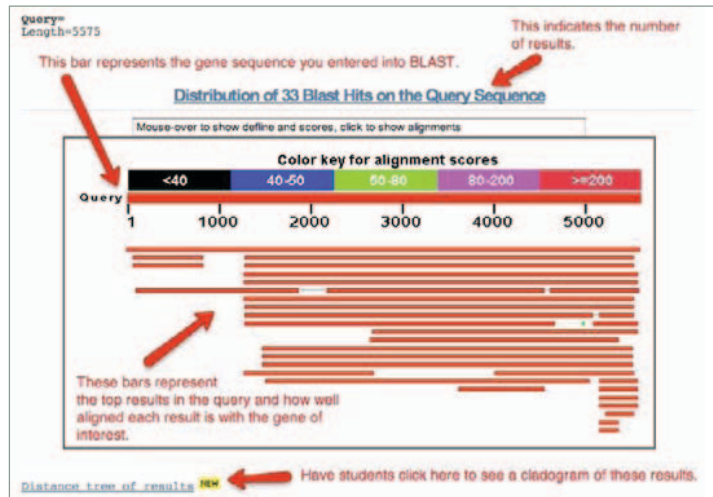 Query=
Length=5575
This indicates the number
of results.
This bar represents the gene sequence you entered into BLAST.
Distribution of 33 Blast Hits on the Query Sequence
Mouse-over to show defline and scores, click to show alignments
Color key for alignment scores
<40 40-50 50-80 80-200 >=200
Query
1 1000 2000 3000 4000 5000
These bars represent
the top results in the query and how well
aligned each result is with the gene of
interest.
Distance tree of results NEW
Have students click here to see a cladogram of these results.